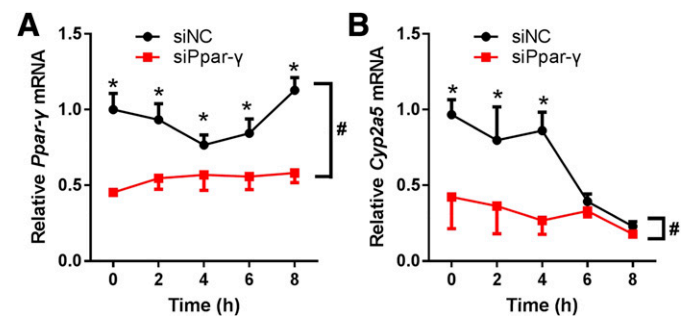 A
siNC
siPpar-γ
Relative Ppar-γ mRNA
1.5
1.0
0.5
0.0
* * * * *
#
0 2 4 6 8
Time (h)
B
siNC
siPpar-γ
Relative Cyp2a5 mRNA
1.5
1.0
0.5
0.0
* * *
#
0 2 4 6 8
Time (h)